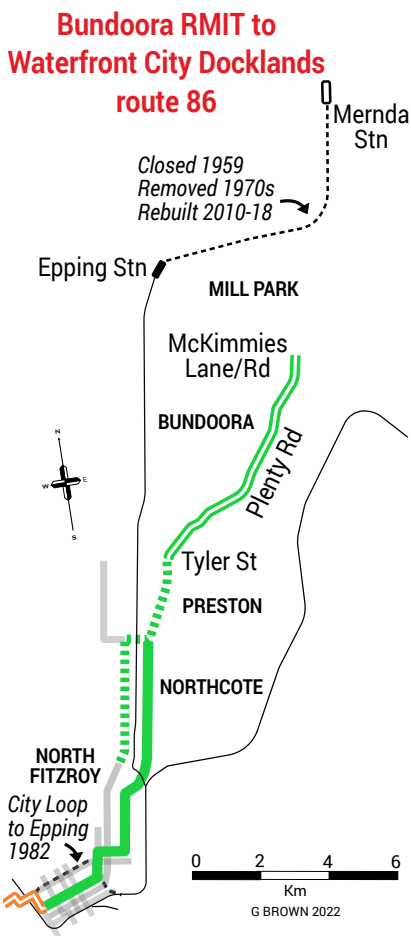 Bundoora RMIT to
Waterfront City Docklands
route 86
Mernda
Stn
Closed 1959
Removed 1970s
Rebuilt 2010-18
Epping Stn
MILL PARK
McKimmies
Lane/Rd
BUNDOORA
Plenty Rd
N
W
E
S
Tyler St
PRESTON
NORTHCOTE
NORTH
FITZROY
City Loop
to Epping
1982
0 2 4 6
Km
G BROWN 2022